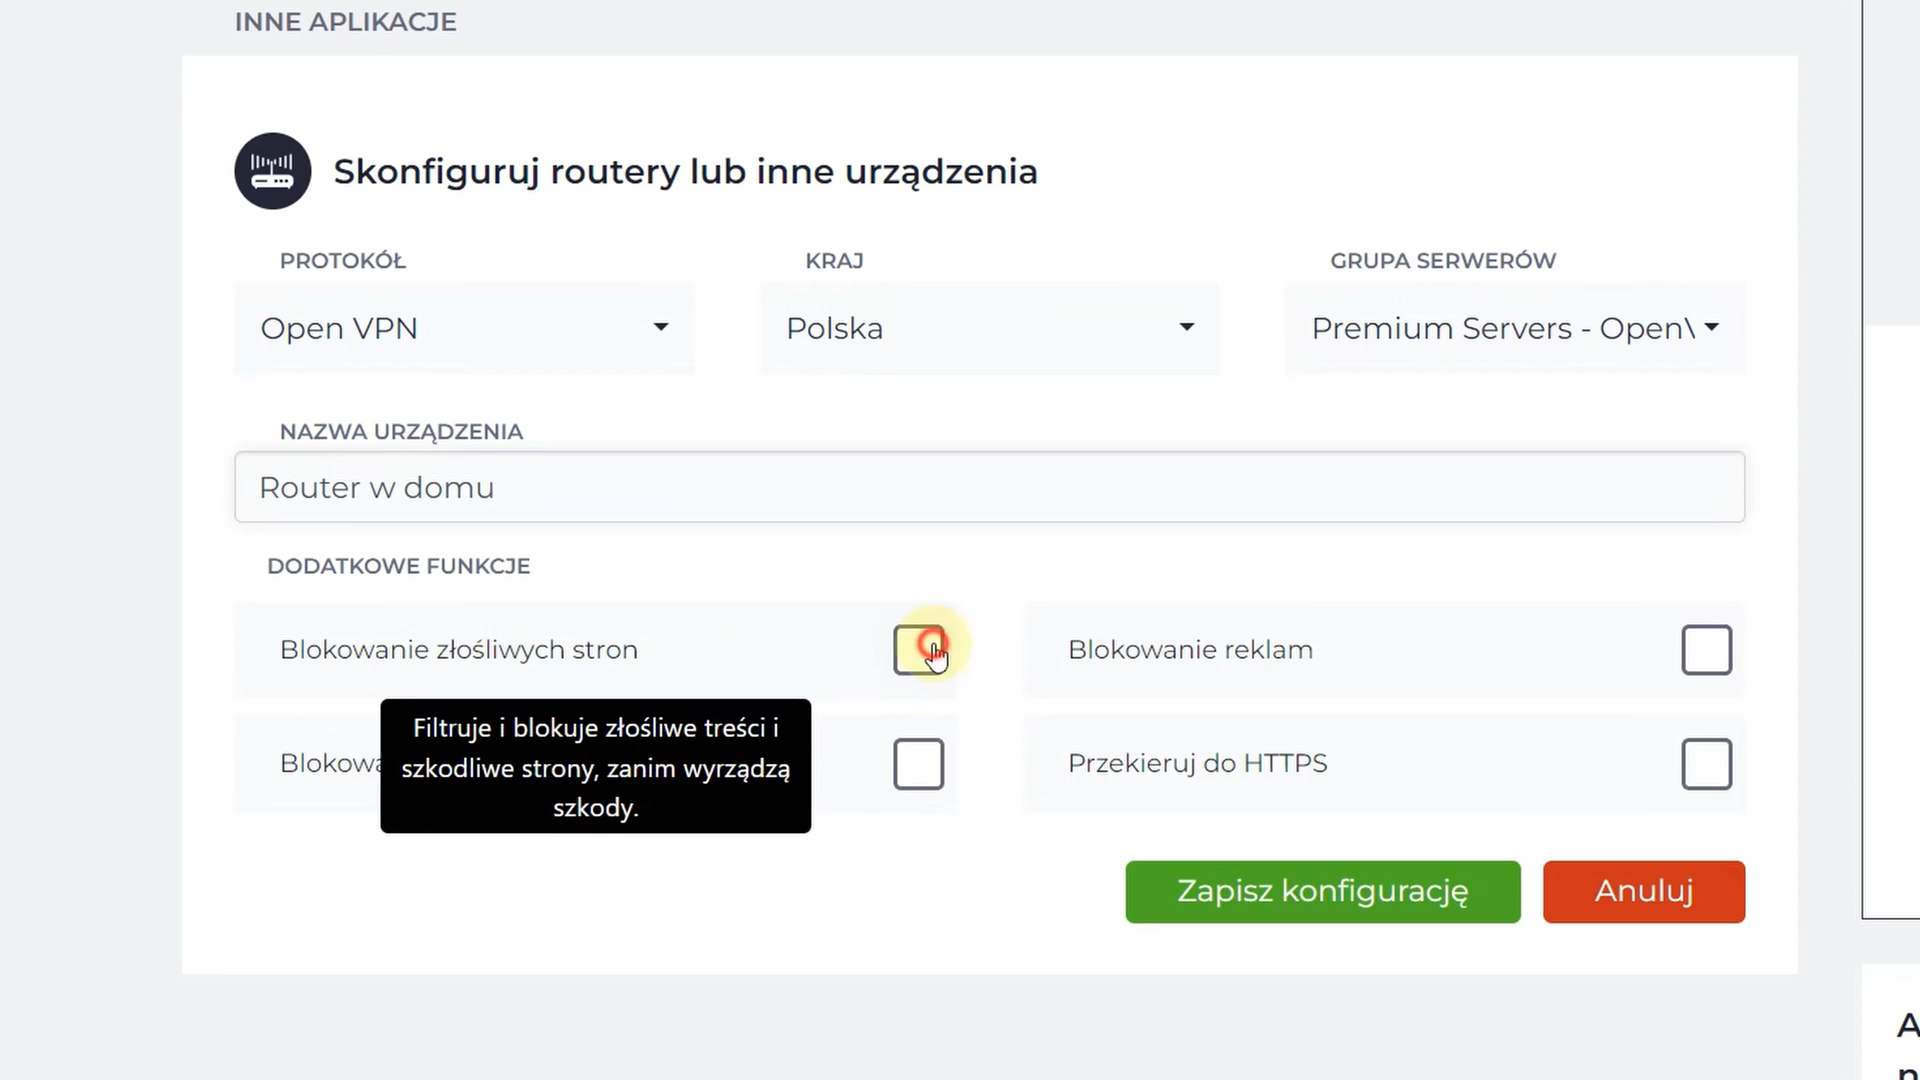 INNE APLIKACJE
Skonfiguruj routery lub inne urządzenia
PROTOKÓŁ
KRAJ
GRUPA SERWERÓW
Open VPN
Polska
Premium Servers - Open
NAZWA URZĄDZENIA
Router w domu
DODATKOWE FUNKCJE
Blokowanie złośliwych stron
Blokowanie reklam
Filtruje i blokuje złośliwe treści i
szkodliwe strony, zanim wyrządzą
szkody.
Przekieruj do HTTPS
Zapisz konfigurację
Anuluj